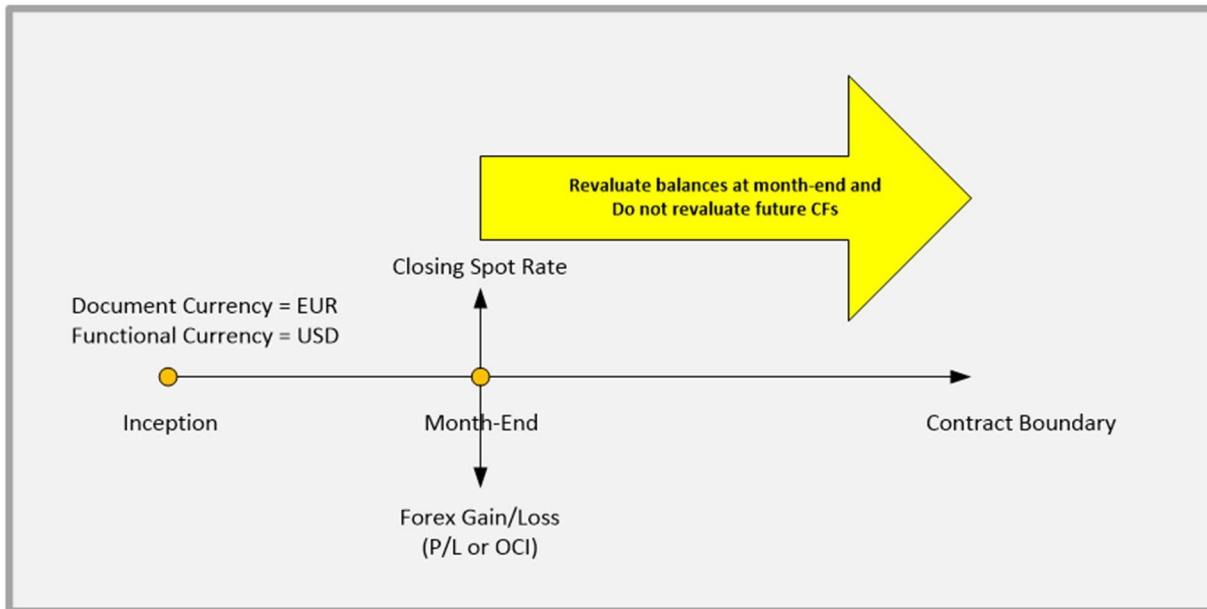 Revaluate balances at month-end and
Do not revaluate future CFs
Closing Spot Rate
Document Currency = EUR
Functional Currency = USD
Inception
Month-End
Contract Boundary
Forex Gain/Loss
(P/L or OCI)